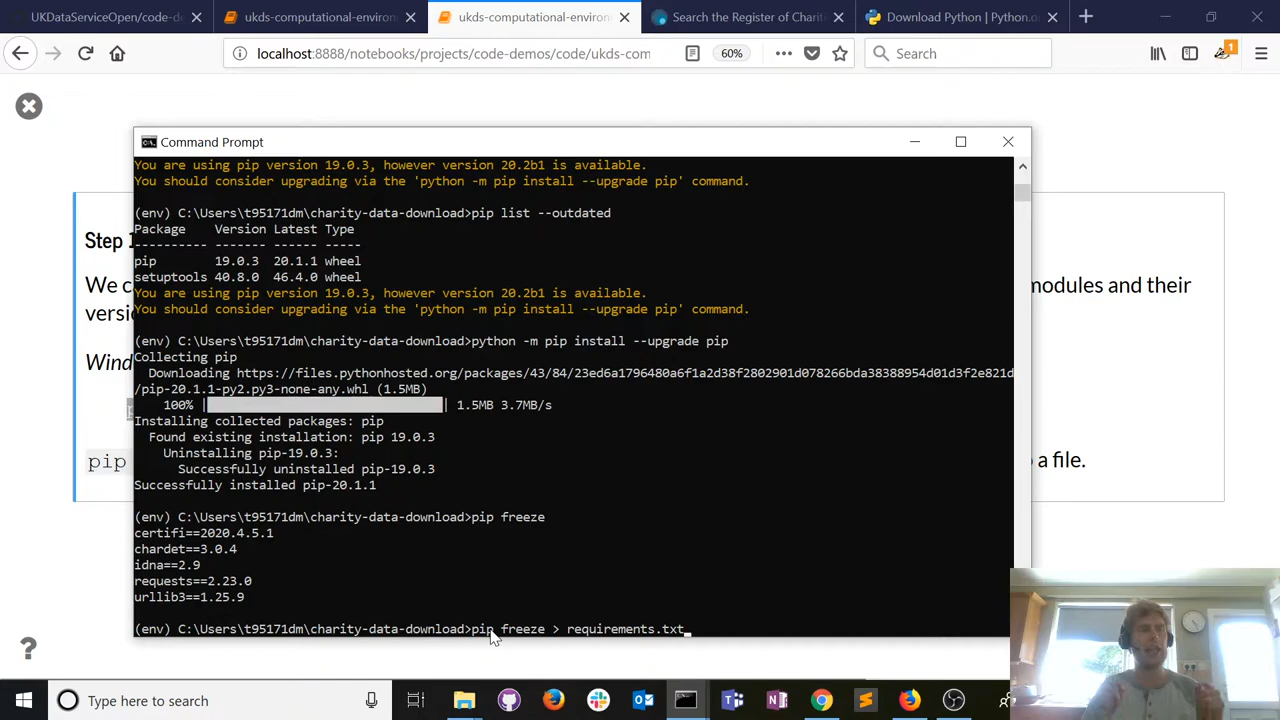 UKDataServiceOpen/code-de
ukds-computational-environ
ukds-computational-environ
Search the Register of Charit
Download Python | Python.o
localhost:8888/notebooks/projects/code-demos/code/ukds-com
60%
Search
1
Command Prompt
You are using pip version 19.0.3, however version 20.2b1 is available.
You should consider upgrading via the 'python -m pip install --upgrade pip' command.
(env) C:\Users\t95171dm\charity-data-download>pip list --outdated
Package Version Latest Type
---------- ------- ------ -----
pip 19.0.3 20.1.1 wheel
setuptools 40.8.0 46.4.0 wheel
You are using pip version 19.0.3, however version 20.2b1 is available.
You should consider upgrading via the 'python -m pip install --upgrade pip' command.
(env) C:\Users\t95171dm\charity-data-download>python -m pip install --upgrade pip
Collecting pip
Downloading https://files.pythonhosted.org/packages/43/84/23ed6a1796480a6f1a2d38f2802901d078266bda38388954d01d3f2e821d
/pip-20.1.1-py2.py3-none-any.whl (1.5MB)
100% | | 1.5MB 3.7MB/s
Installing collected packages: pip
Found existing installation: pip 19.0.3
Uninstalling pip-19.0.3:
Successfully uninstalled pip-19.0.3
Successfully installed pip-20.1.1
(env) C:\Users\t95171dm\charity-data-download>pip freeze
certifi==2020.4.5.1
chardet==3.0.4
idna==2.9
requests==2.23.0
urllib3==1.25.9
(env) C:\Users\t95171dm\charity-data-download>pip freeze > requirements.txt
Step 1
We c
modules and their
versi
Wind
pip
o a file.
Type here to search